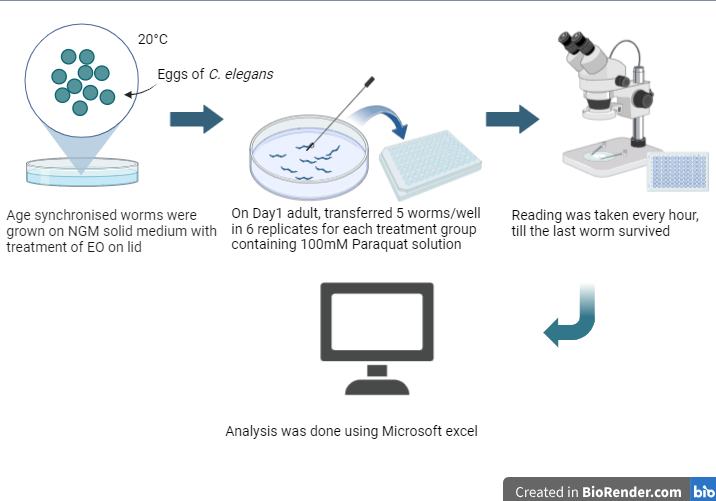 20°C
Eggs of C. elegans
Age synchronised worms were
grown on NGM solid medium with
treatment of EO on lid
On Day1 adult, transferred 5 worms/well
in 6 replicates for each treatment group
containing 100mM Paraquat solution
Reading was taken every hour,
till the last worm survived
Analysis was done using Microsoft excel
Created in BioRender.com bio